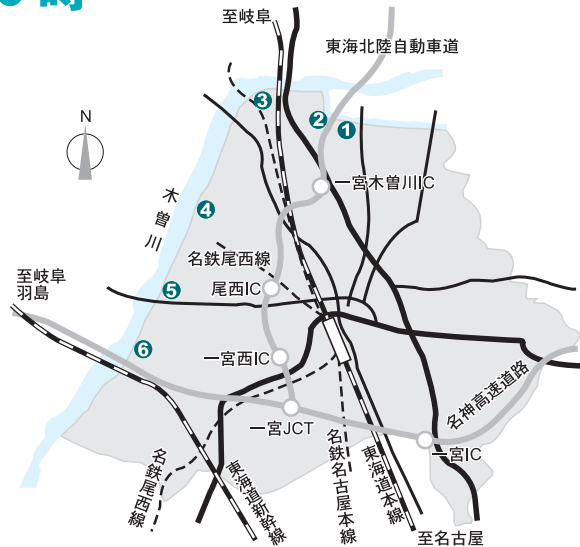 時
至岐阜
東海北陸自動車道
N
3
2
1
一宮木曽川IC
木曽川
4
名鉄尾西線
至岐阜
羽島
5
尾西IC
6
一宮西IC
名神高速道路
一宮JCT
一宮IC
名鉄尾西線
東海道新幹線
名鉄名古屋本線
東海道本線
至名古屋